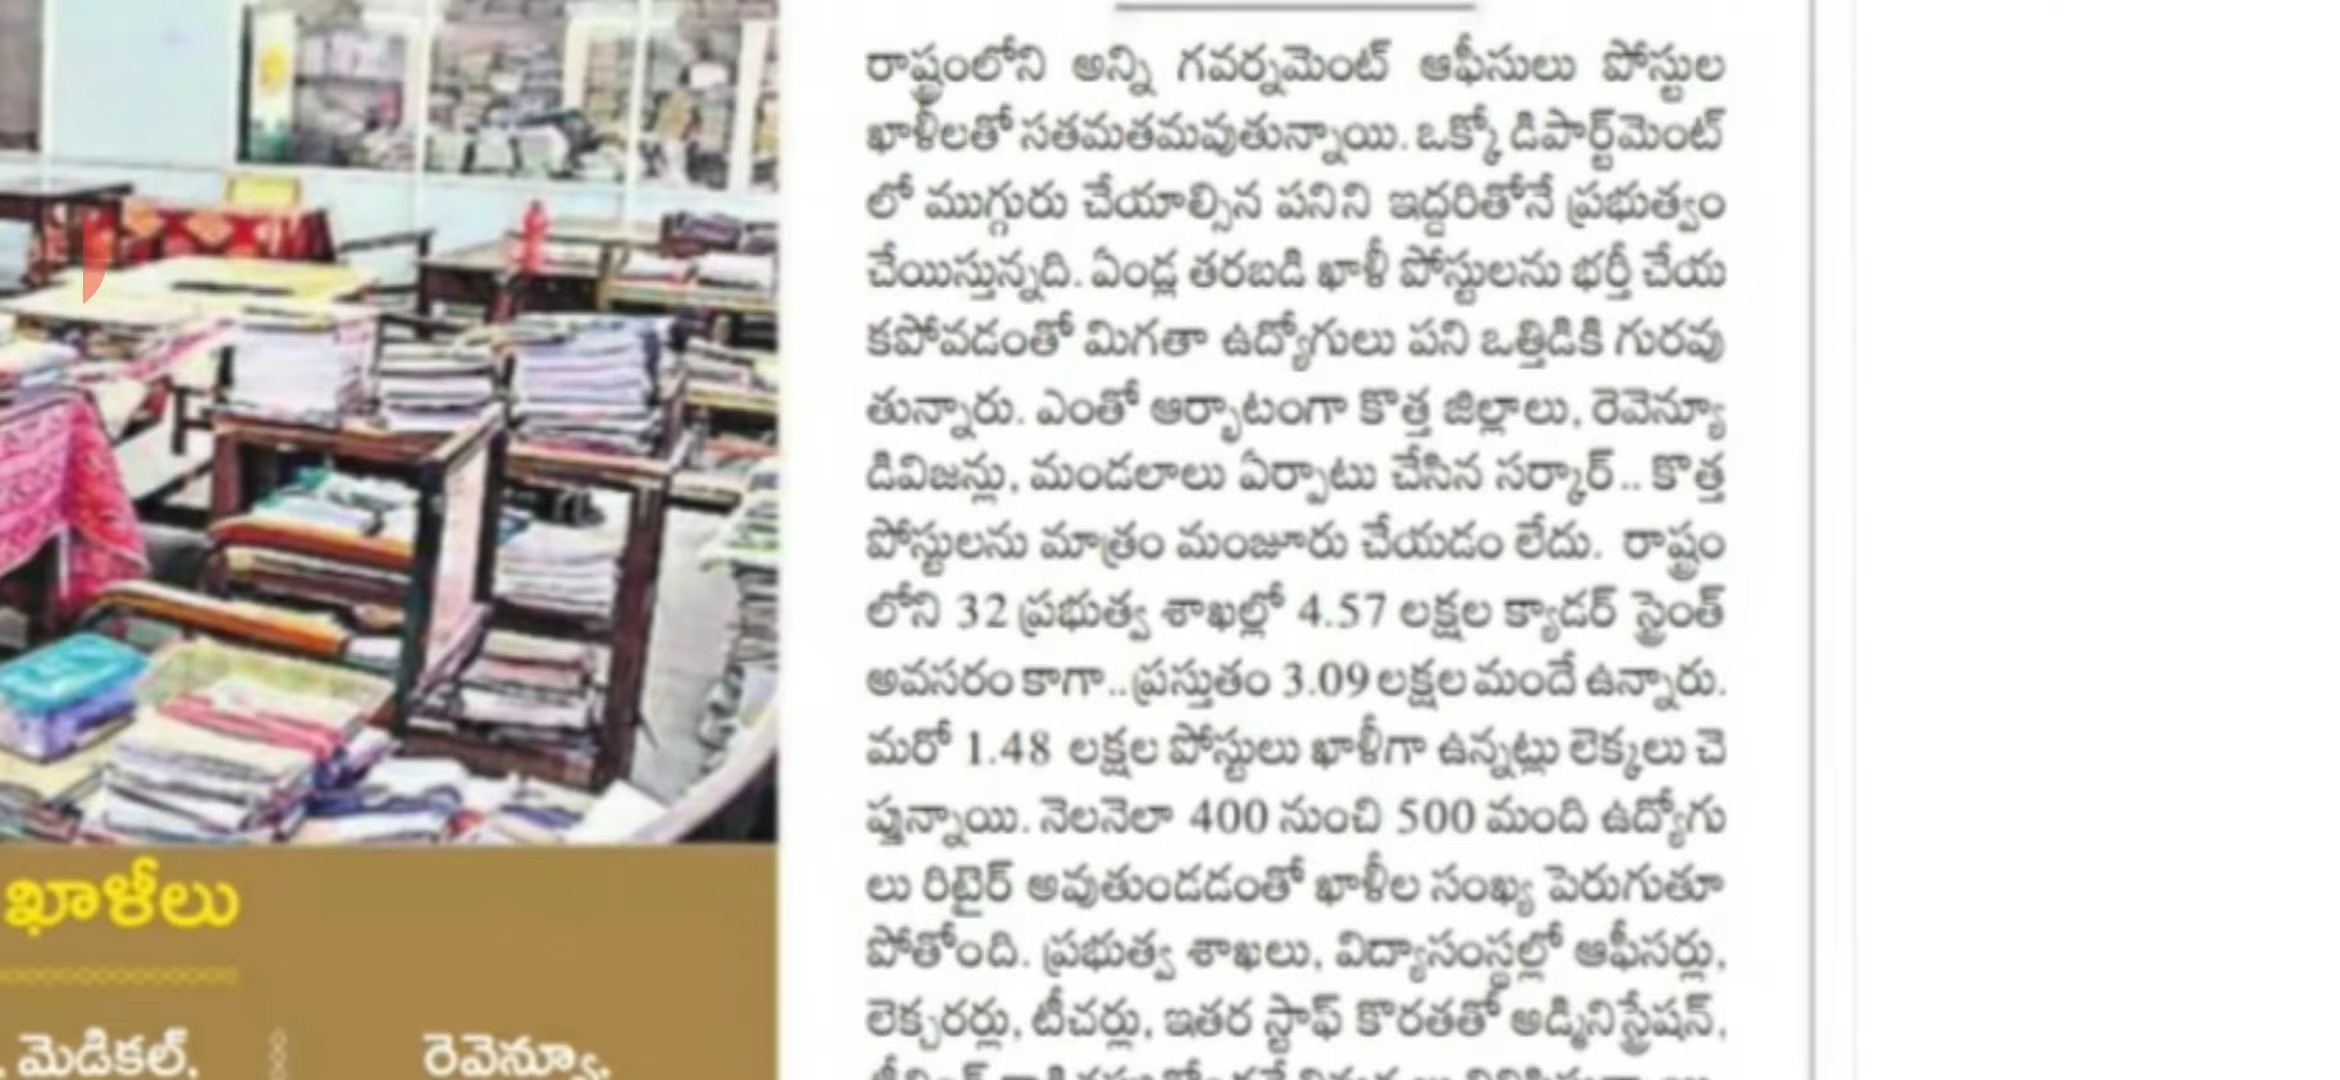 రాష్ట్రంలోని అన్ని గవర్నమెంట్ ఆఫీసులు పోస్టుల
ఖాళీలతో సతమతమవుతున్నాయి. ఒక్కో డిపార్ట్‌మెంట్
లో ముగ్గురు చేయాల్సిన పనిని ఇద్దరితోనే ప్రభుత్వం
చేయిస్తున్నది. ఏండ్ల తరబడి ఖాళీ పోస్టులను భర్తీ చేయ
కపోవడంతో మిగతా ఉద్యోగులు పని ఒత్తిడికి గురవు
తున్నారు. ఎంతో ఆర్భాటంగా కొత్త జిల్లాలు, రెవెన్యూ
డివిజన్లు, మండలాలు ఏర్పాటు చేసిన సర్కార్.. కొత్త
పోస్టులను మాత్రం మంజూరు చేయడం లేదు. రాష్ట్రం
లోని 32 ప్రభుత్వ శాఖల్లో 4.57 లక్షల క్యాడర్ స్ట్రెంత్
అవసరం కాగా.. ప్రస్తుతం 3.09 లక్షల మందే ఉన్నారు.
మరో 1.48 లక్షల పోస్టులు ఖాళీగా ఉన్నట్లు లెక్కలు చె
ప్తున్నాయి. నెలనెలా 400 నుంచి 500 మంది ఉద్యోగు
లు రిటైర్ అవుతుండడంతో ఖాళీల సంఖ్య పెరుగుతూ
పోతోంది. ప్రభుత్వ శాఖలు, విద్యాసంస్థల్లో ఆఫీసర్లు,
లెక్చరర్లు, టీచర్లు, ఇతర స్టాఫ్ కొరతతో అడ్మినిస్ట్రేషన్,
ఖాళీలు
. మెడికల్,
రెవెన్యూ,